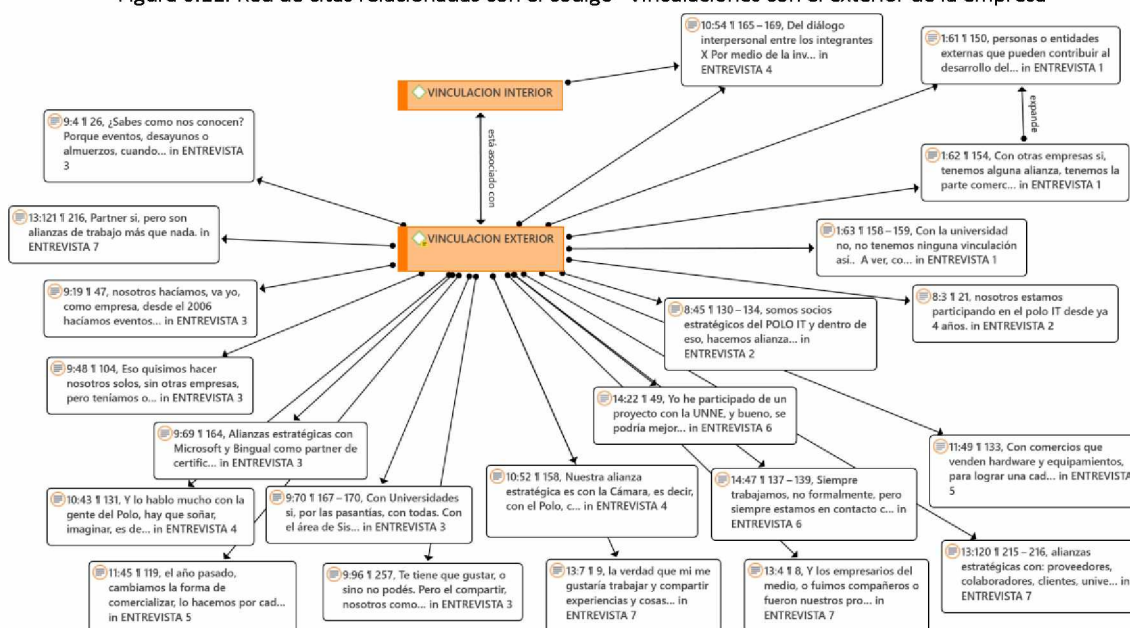 Figura 6.22: Red de citas relacionadas con el código "Vinculaciones con el exterior de la empresa"
10:54 ¶ 165 – 169, Del diálogo
interpersonal entre los integrantes
X Por medio de la inv... in
ENTREVISTA 4
1:61 ¶ 150, personas o entidades
externas que pueden contribuir al
desarrollo del... in ENTREVISTA 1
VINCULACION INTERIOR
expande
está asociado con
9:4 ¶ 26, ¿Sabes como nos conocen?
Porque eventos, desayunos o
almuerzos, cuando... in ENTREVISTA
3
1:62 ¶ 154, Con otras empresas si,
tenemos alguna alianza, tenemos la
parte comerc... in ENTREVISTA 1
13:121 ¶ 216, Partner si, pero son
alianzas de trabajo más que nada. in
ENTREVISTA 7
VINCULACION EXTERIOR
1:63 ¶ 158 – 159, Con la universidad
no, no tenemos ninguna vinculación
así.. A ver, co... in ENTREVISTA 1
9:19 ¶ 47, nosotros hacíamos, va yo,
como empresa, desde el 2006
hacíamos eventos... in ENTREVISTA 3
8:3 ¶ 21, nosotros estamos
participando en el polo IT desde ya
4 años. in ENTREVISTA 2
8:45 ¶ 130 – 134, somos socios
estratégicos del POLO IT y dentro de
eso, hacemos alianza... in
ENTREVISTA 2
9:48 ¶ 104, Eso quisimos hacer
nosotros solos, sin otras empresas,
pero teníamos o... in ENTREVISTA 3
14:22 ¶ 49, Yo he participado de un
proyecto con la UNNE, y bueno, se
podría mejor... in ENTREVISTA 6
9:69 ¶ 164, Alianzas estratégicas con
Microsoft y Bingual como partner de
certific... in ENTREVISTA 3
11:49 ¶ 133, Con comercios que
venden hardware y equipamientos,
para lograr una cad... in ENTREVISTA
5
10:43 ¶ 131, Y lo hablo mucho con la
gente del Polo, hay que soñar,
imaginar, es de... in ENTREVISTA 4
9:70 ¶ 167 – 170, Con Universidades
si, por las pasantías, con todas. Con
el área de Sis... in ENTREVISTA 3
10:52 ¶ 158, Nuestra alianza
estratégica es con la Cámara, es decir,
con el Polo, c... in ENTREVISTA 4
14:47 ¶ 137 – 139, Siempre
trabajamos, no formalmente, pero
siempre estamos en contacto c... in
ENTREVISTA 6
13:120 ¶ 215 – 216, alianzas
estratégicas con: proveedores,
colaboradores, clientes, unive... in
ENTREVISTA 7
11:45 ¶ 119, el año pasado,
cambiamos la forma de
comercializar, lo hacemos por cad...
in ENTREVISTA 5
9:96 ¶ 257, Te tiene que gustar, o
sino no podés. Pero el compartir,
nosotros como... in ENTREVISTA 3
13:7 ¶ 9, la verdad que mi me
gustaría trabajar y compartir
experiencias y cosas... in
ENTREVISTA 7
13:4 ¶ 8, Y los empresarios del
medio, o fuimos compañeros o
fueron nuestros pro... in
ENTREVISTA 7